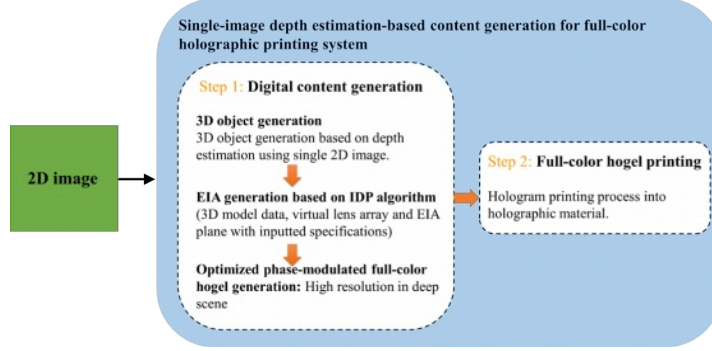 Single-image depth estimation-based content generation for full-color
holographic printing system
2D image
Step 1: Digital content generation
3D object generation
3D object generation based on depth
estimation using single 2D image.
EIA generation based on IDP algorithm
(3D model data, virtual lens array and EIA
plane with inputted specifications)
Optimized phase-modulated full-color
hogel generation: High resolution in deep
scene
Step 2: Full-color hogel printing
Hologram printing process into
holographic material.